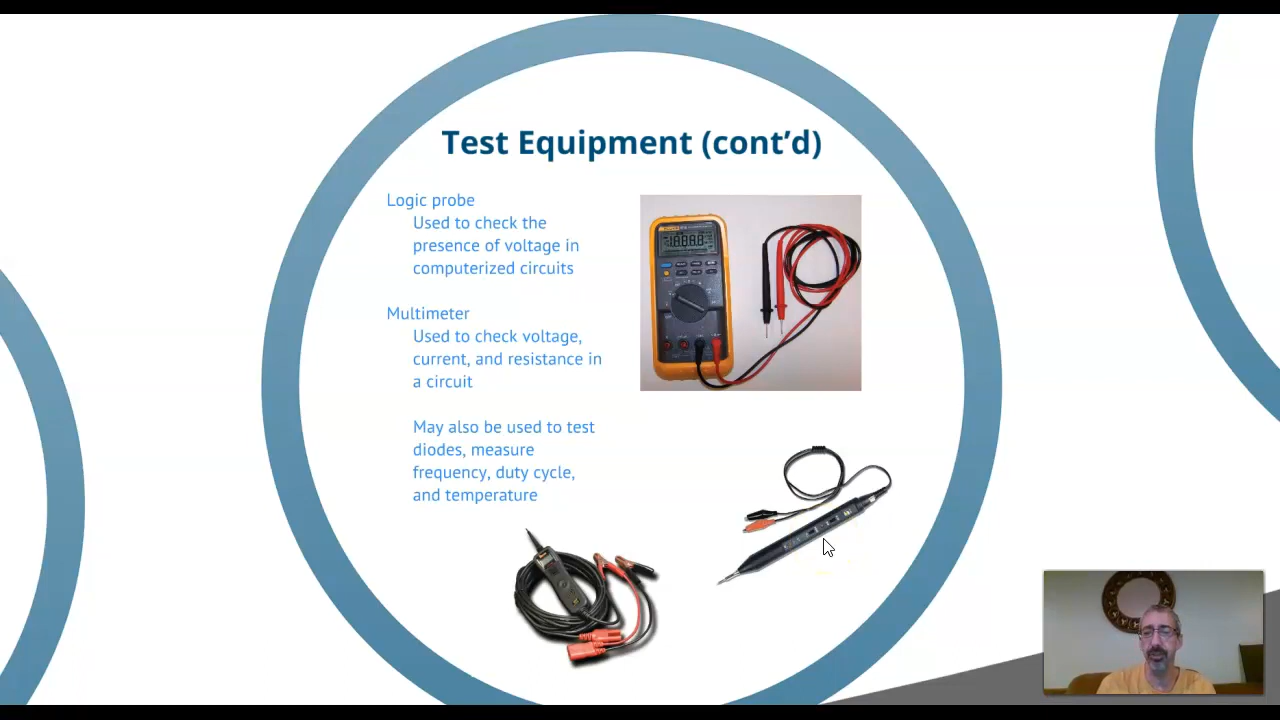 Test Equipment (cont’d)
Logic probe
Used to check the
presence of voltage in
computerized circuits
Multimeter
Used to check voltage,
current, and resistance in
a circuit
May also be used to test
diodes, measure
frequency, duty cycle,
and temperature